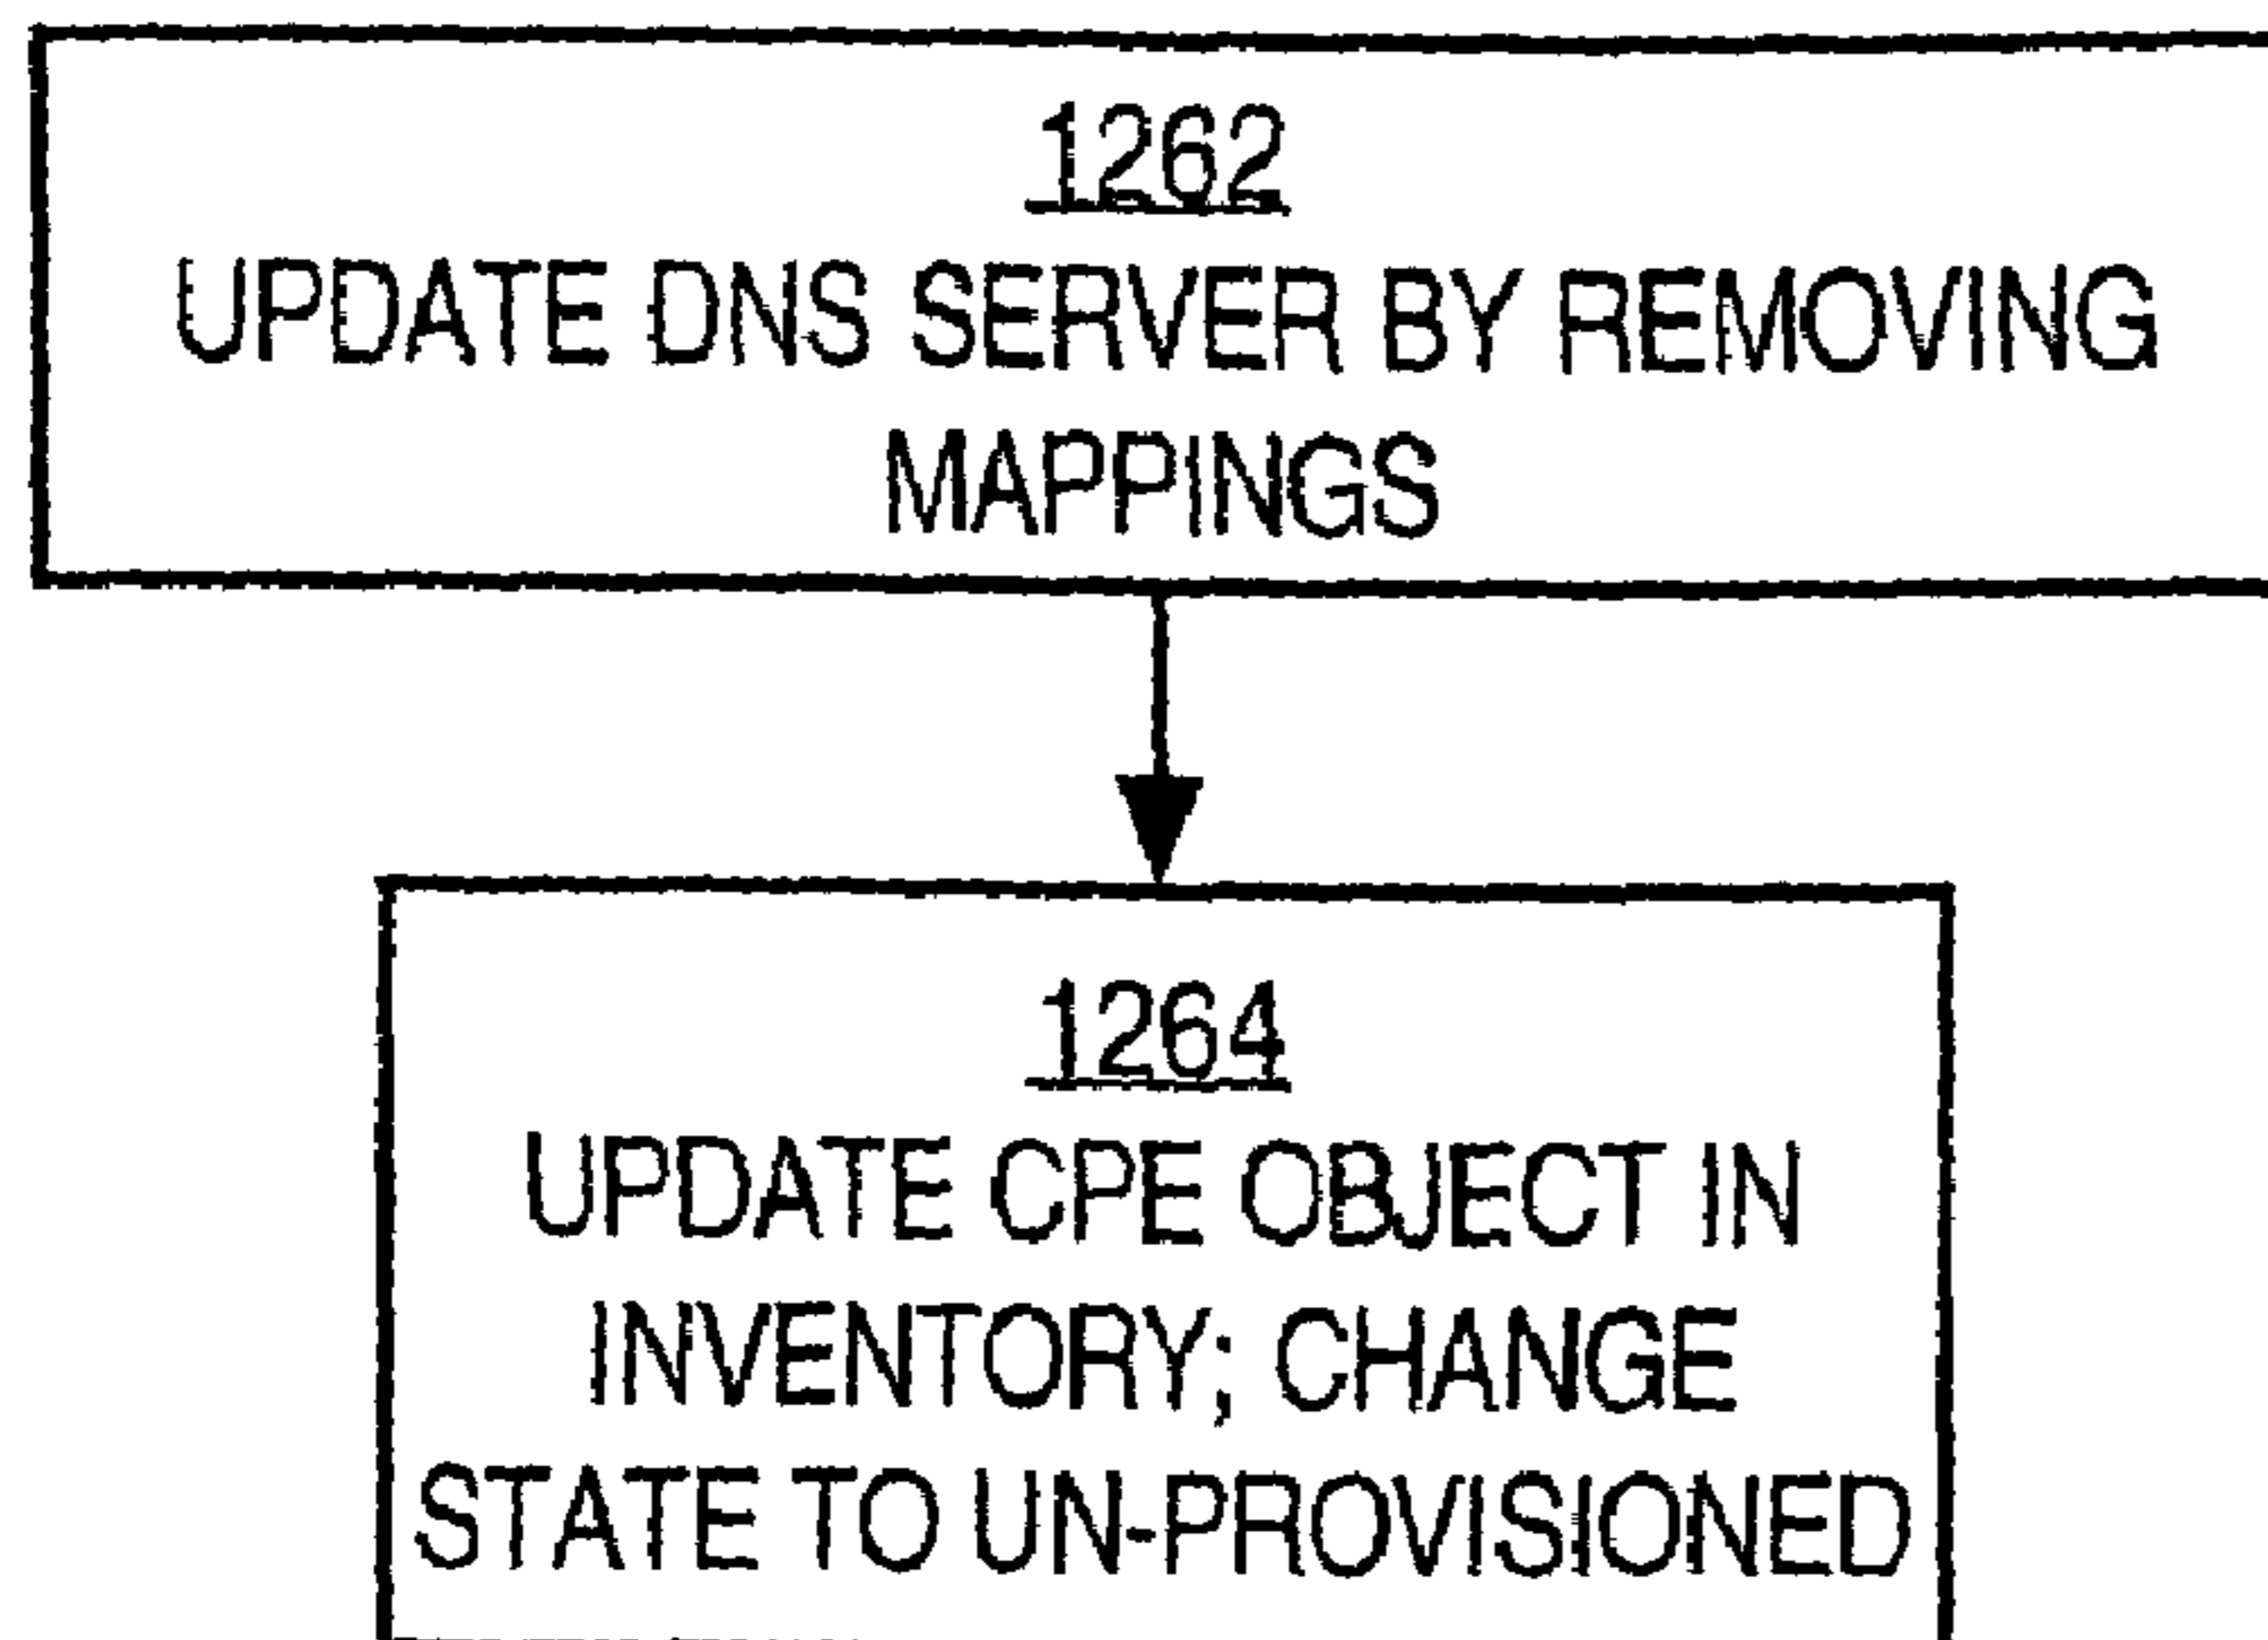 1262
UPDATE DNS SERVER BY REMOVING
MAPPINGS
1264
UPDATE CPE OBJECT IN
INVENTORY; CHANGE
STATE TO UN-PROVISIONED